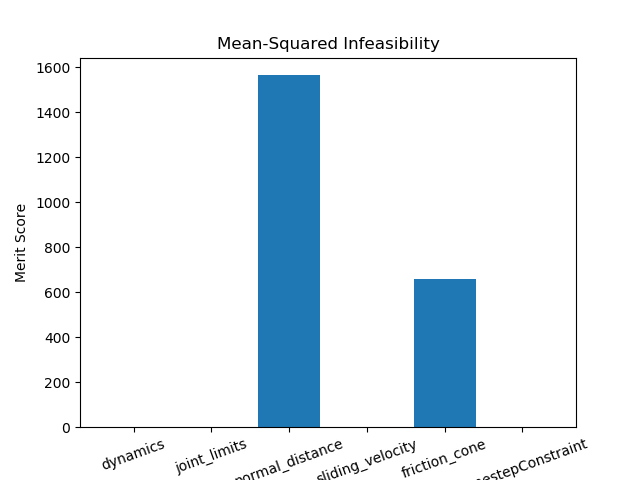 Mean-Squared Infeasibility
Merit Score
1600
1400
1200
1000
800
600
400
200
0
dynamics
joint_limits
normal_distance
sliding_velocity
friction_cone
nestepConstraint